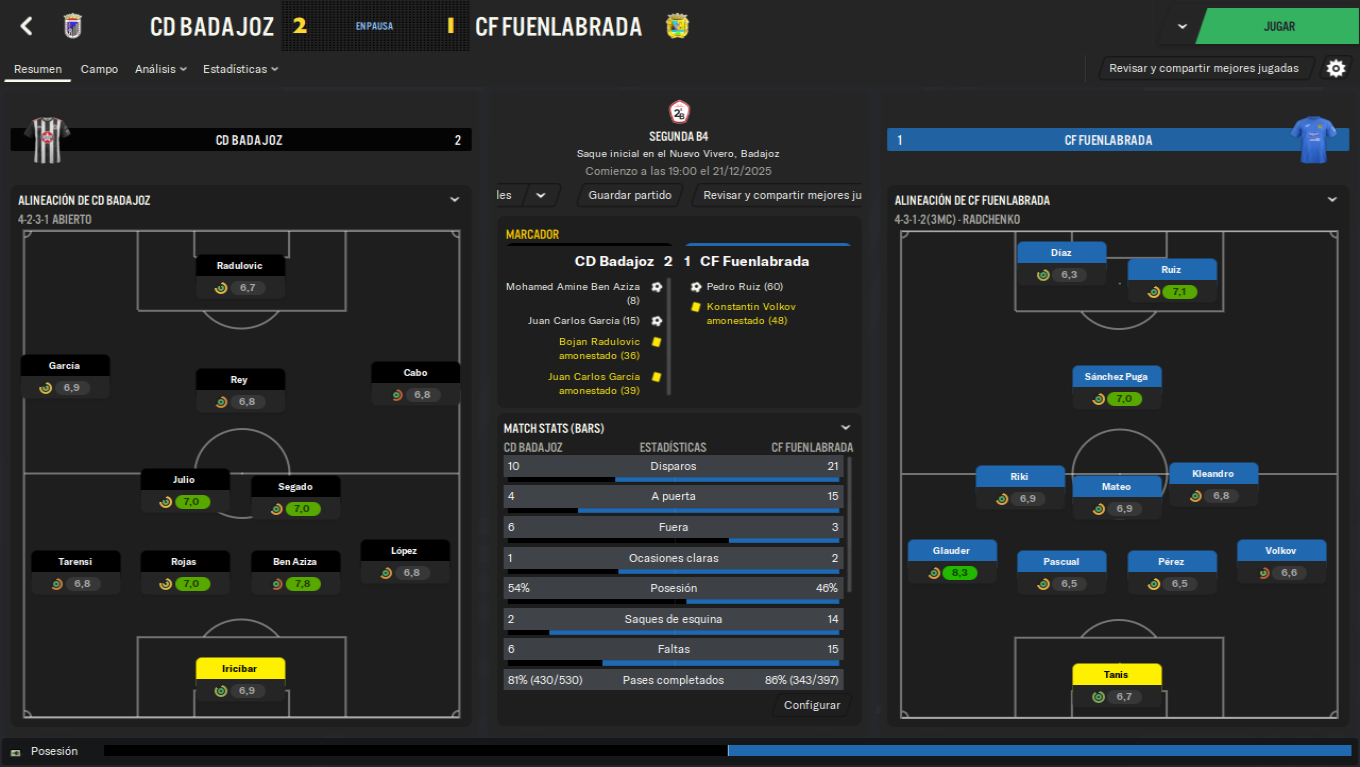 CD BADAJOZ 2 EN PAUSA 1 CF FUENLABRADA
JUGAR
Resumen Campo Análisis Estadísticas
Revisar y compartir mejores jugadas
CD BADAJOZ 2
SEGUNDA B4
Saque inicial en el Nuevo Vivero, Badajoz
Comienzo a las 19:00 el 21/12/2025
les Guardar partido Revisar y compartir mejores ju
1 CF FUENLABRADA
ALINEACIÓN DE CD BADAJOZ
4-2-3-1 ABIERTO
Radulovic
6,7
García
6,9
Rey
6,8
Cabo
6,8
Julio
7,0
Segado
7,0
Tarensi
6,8
Rojas
7,0
Ben Aziza
7,8
López
6,8
Iricíbar
6,9
MARCADOR
CD Badajoz 2 1 CF Fuenlabrada
Mohamed Amine Ben Aziza
(8)
Juan Carlos García (15)
Bojan Radulovic
amonestado (36)
Juan Carlos García
amonestado (39)
Pedro Ruiz (60)
Konstantin Volkov
amonestado (48)
MATCH STATS (BARS)
CD BADAJOZ ESTADÍSTICAS CF FUENLABRADA
10 Disparos 21
4 A puerta 15
6 Fuera 3
1 Ocasiones claras 2
54% Posesión 46%
2 Saques de esquina 14
6 Faltas 15
81% (430/530) Pases completados 86% (343/397)
Configurar
ALINEACIÓN DE CF FUENLABRADA
4-3-1-2(3MC) - RADCHENKO
Díaz
6,3
Ruiz
7,1
Sánchez Puga
7,0
Riki
6,9
Mateo
6,9
Kleandro
6,8
Glauder
8,3
Pascual
6,5
Pérez
6,5
Volkov
6,6
Tanis
6,7
Posesión